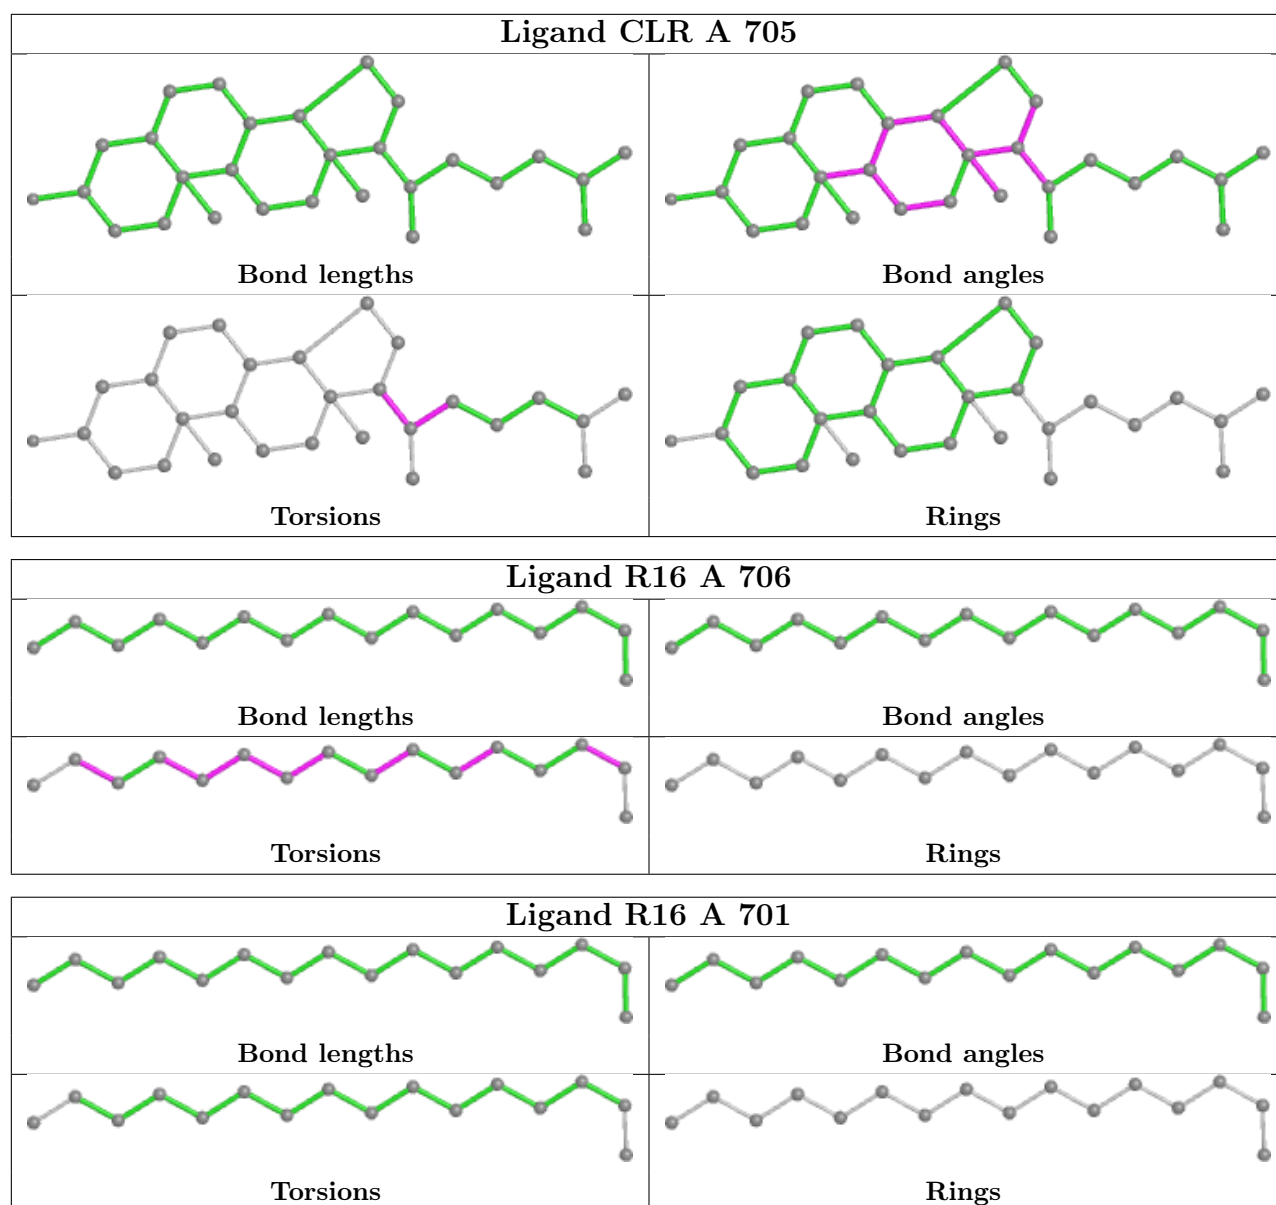 Ligand CLR A 705
Bond lengths
Bond angles
Torsions
Rings
Ligand R16 A 706
Bond lengths
Bond angles
Torsions
Rings
Ligand R16 A 701
Bond lengths
Bond angles
Torsions
Rings